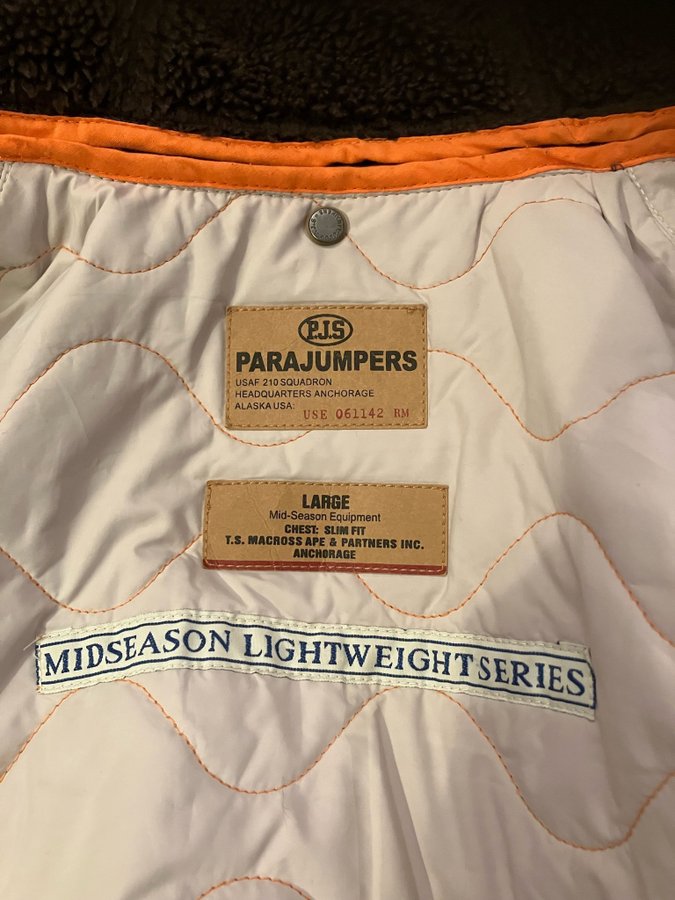 P.J.S
PARAJUMPERS
USAF 210 SQUADRON
HEADQUARTERS ANCHORAGE
ALASKA USA: USE 061142 RM
LARGE
Mid-Season Equipment
CHEST: SLIM FIT
T.S. MACROSS APE & PARTNERS INC.
ANCHORAGE
MIDSEASON LIGHTWEIGHT SERIES